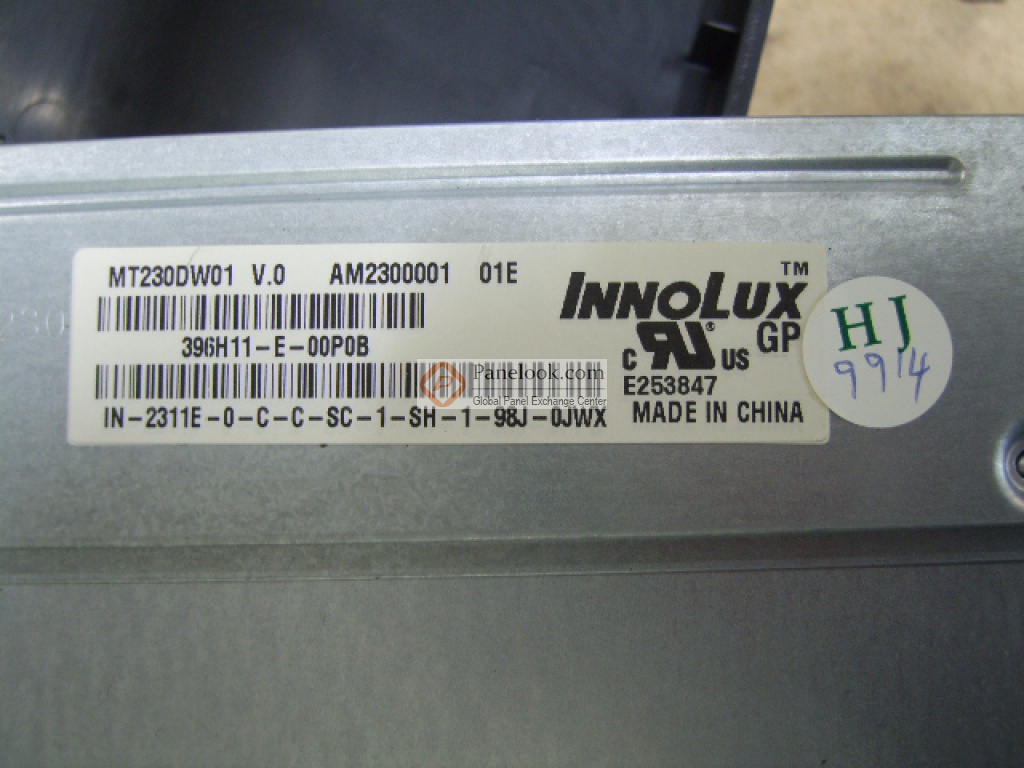 MT230DW01 V.0 AM2300001 01E
396H11-E-00P0B
IN-2311E-0-C-C-SC-1-SH-1-98J-0JWX
INNOLUX™
C RU® US GP
E253847
MADE IN CHINA
HJ
9914
Panelook.com
Global Panel Exchange Center